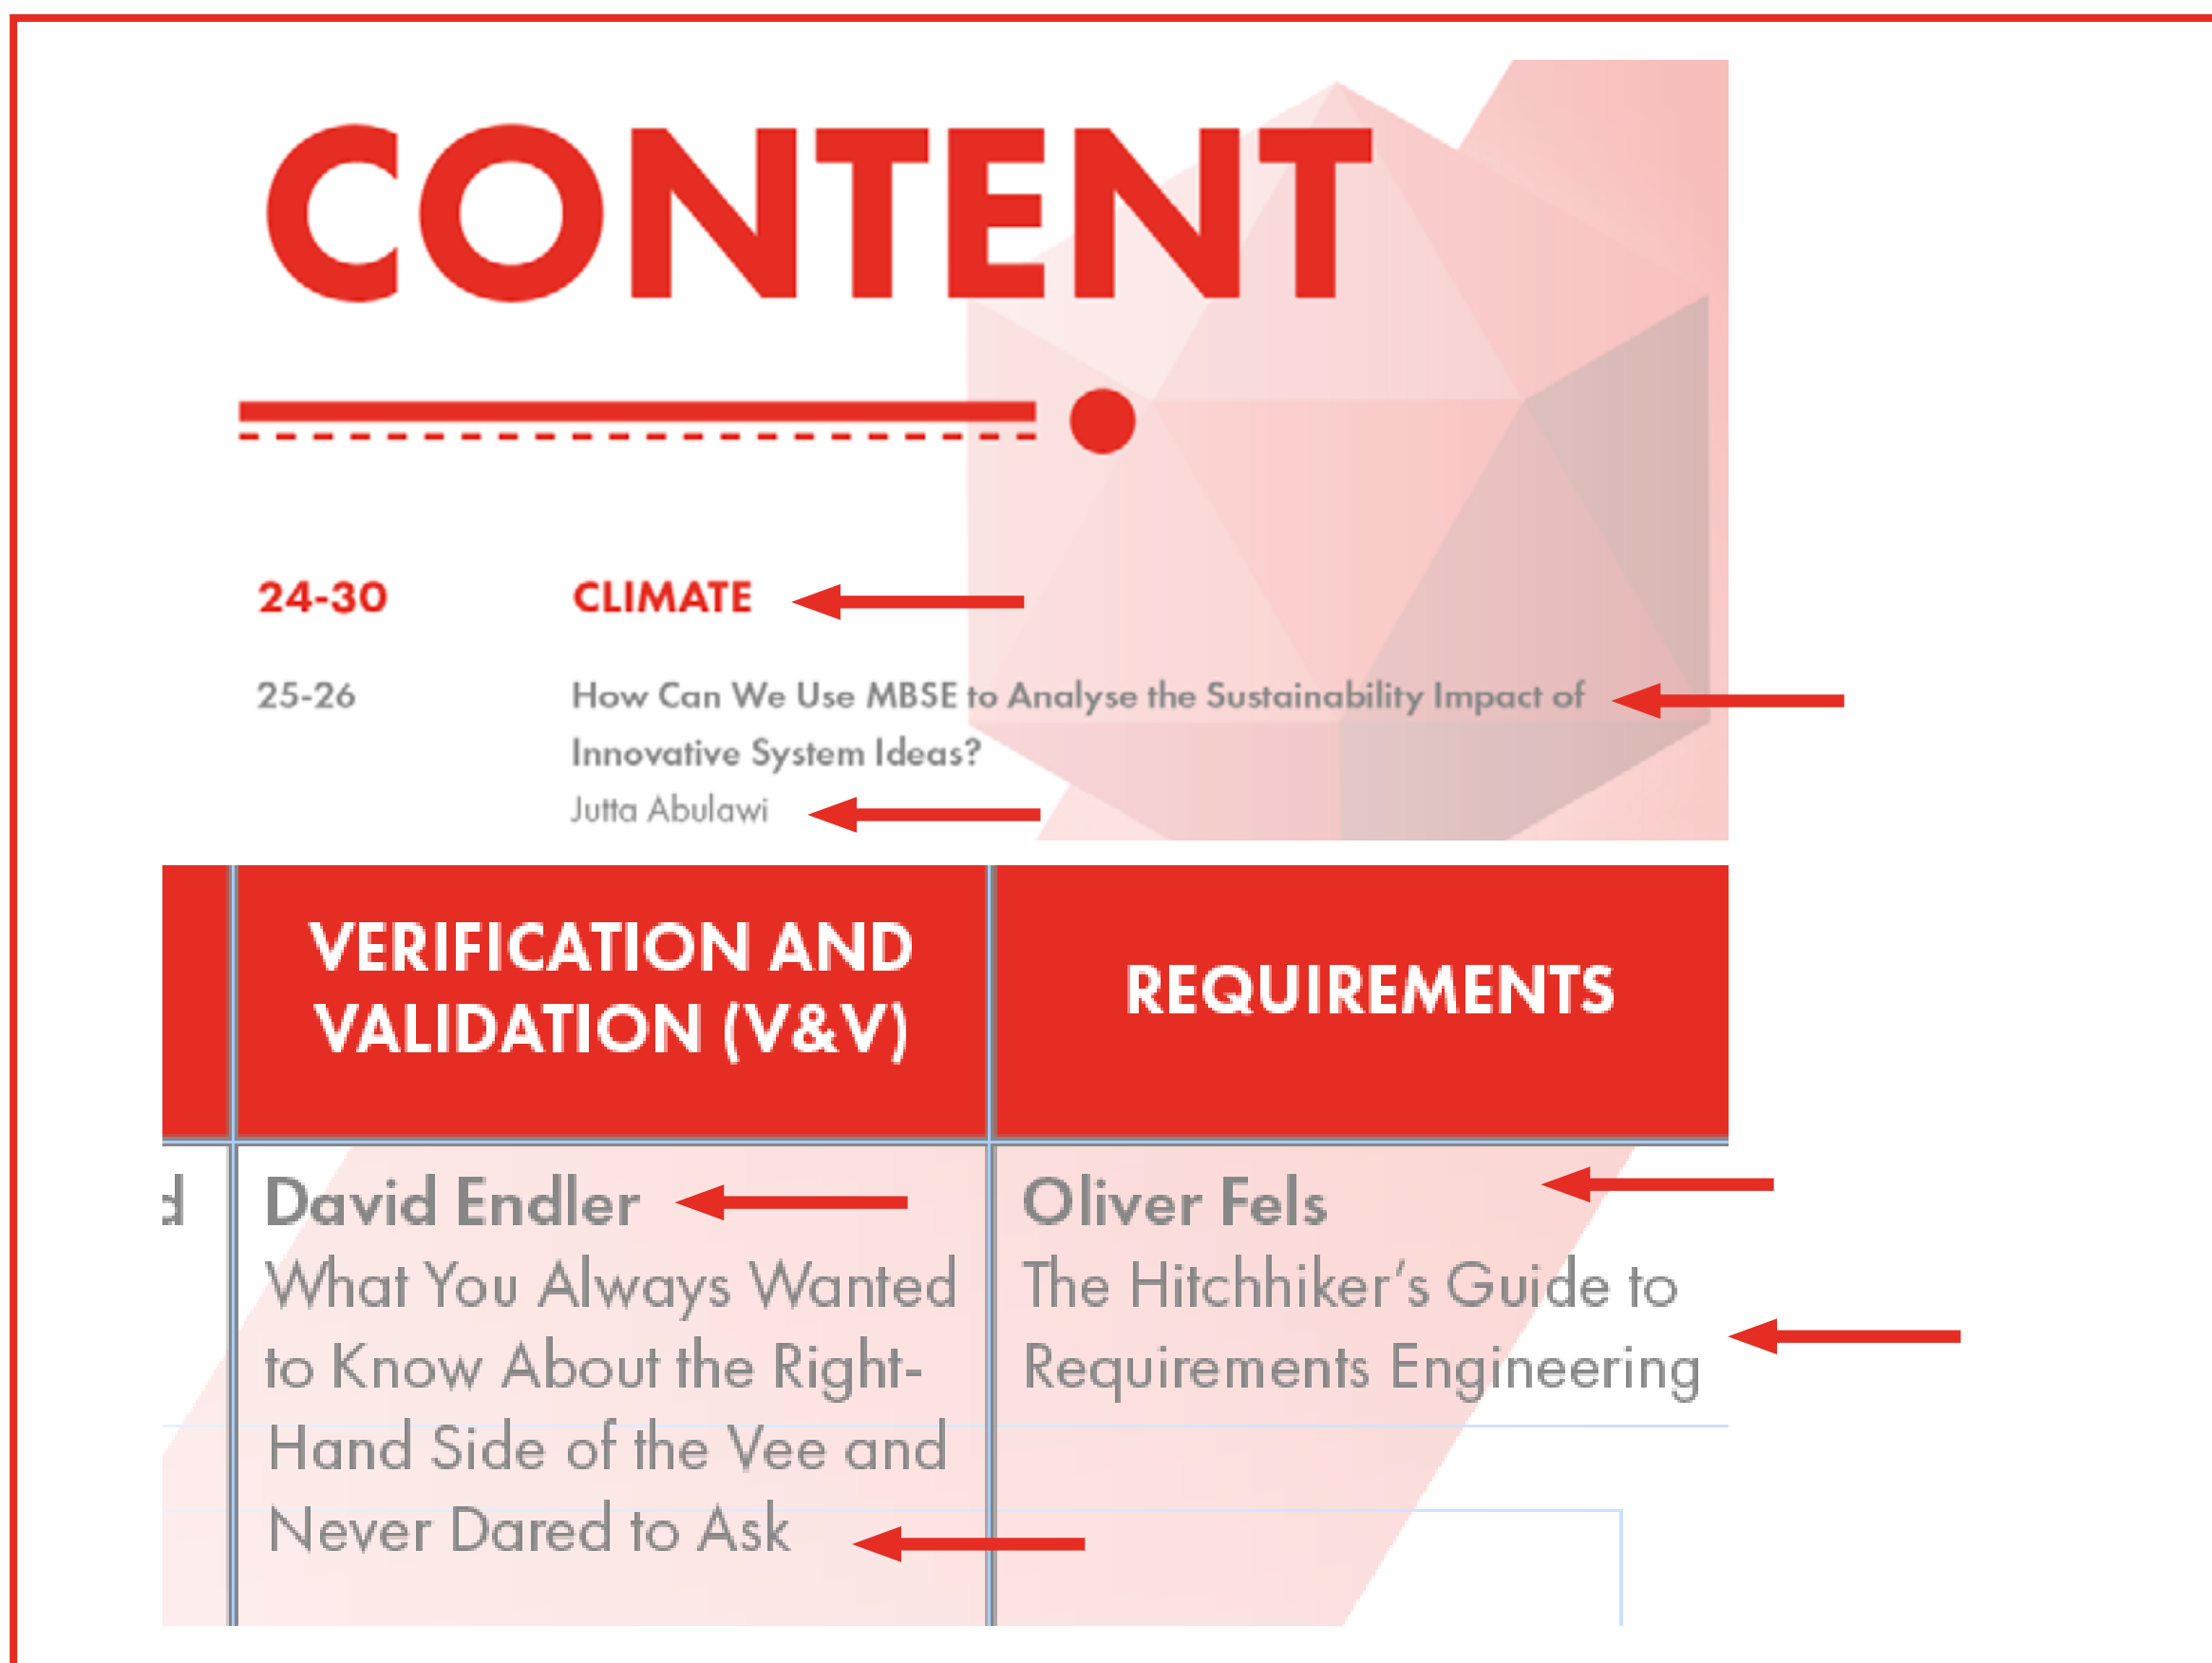 CONTENT
24-30 CLIMATE
25-26 How Can We Use MBSE to Analyse the Sustainability Impact of
Innovative System Ideas?
Jutta Abulawi
VERIFICATION AND
VALIDATION (V&V)
REQUIREMENTS
d
David Endler
What You Always Wanted
to Know About the Right-
Hand Side of the Vee and
Never Dared to Ask
Oliver Fels
The Hitchhiker's Guide to
Requirements Engineering